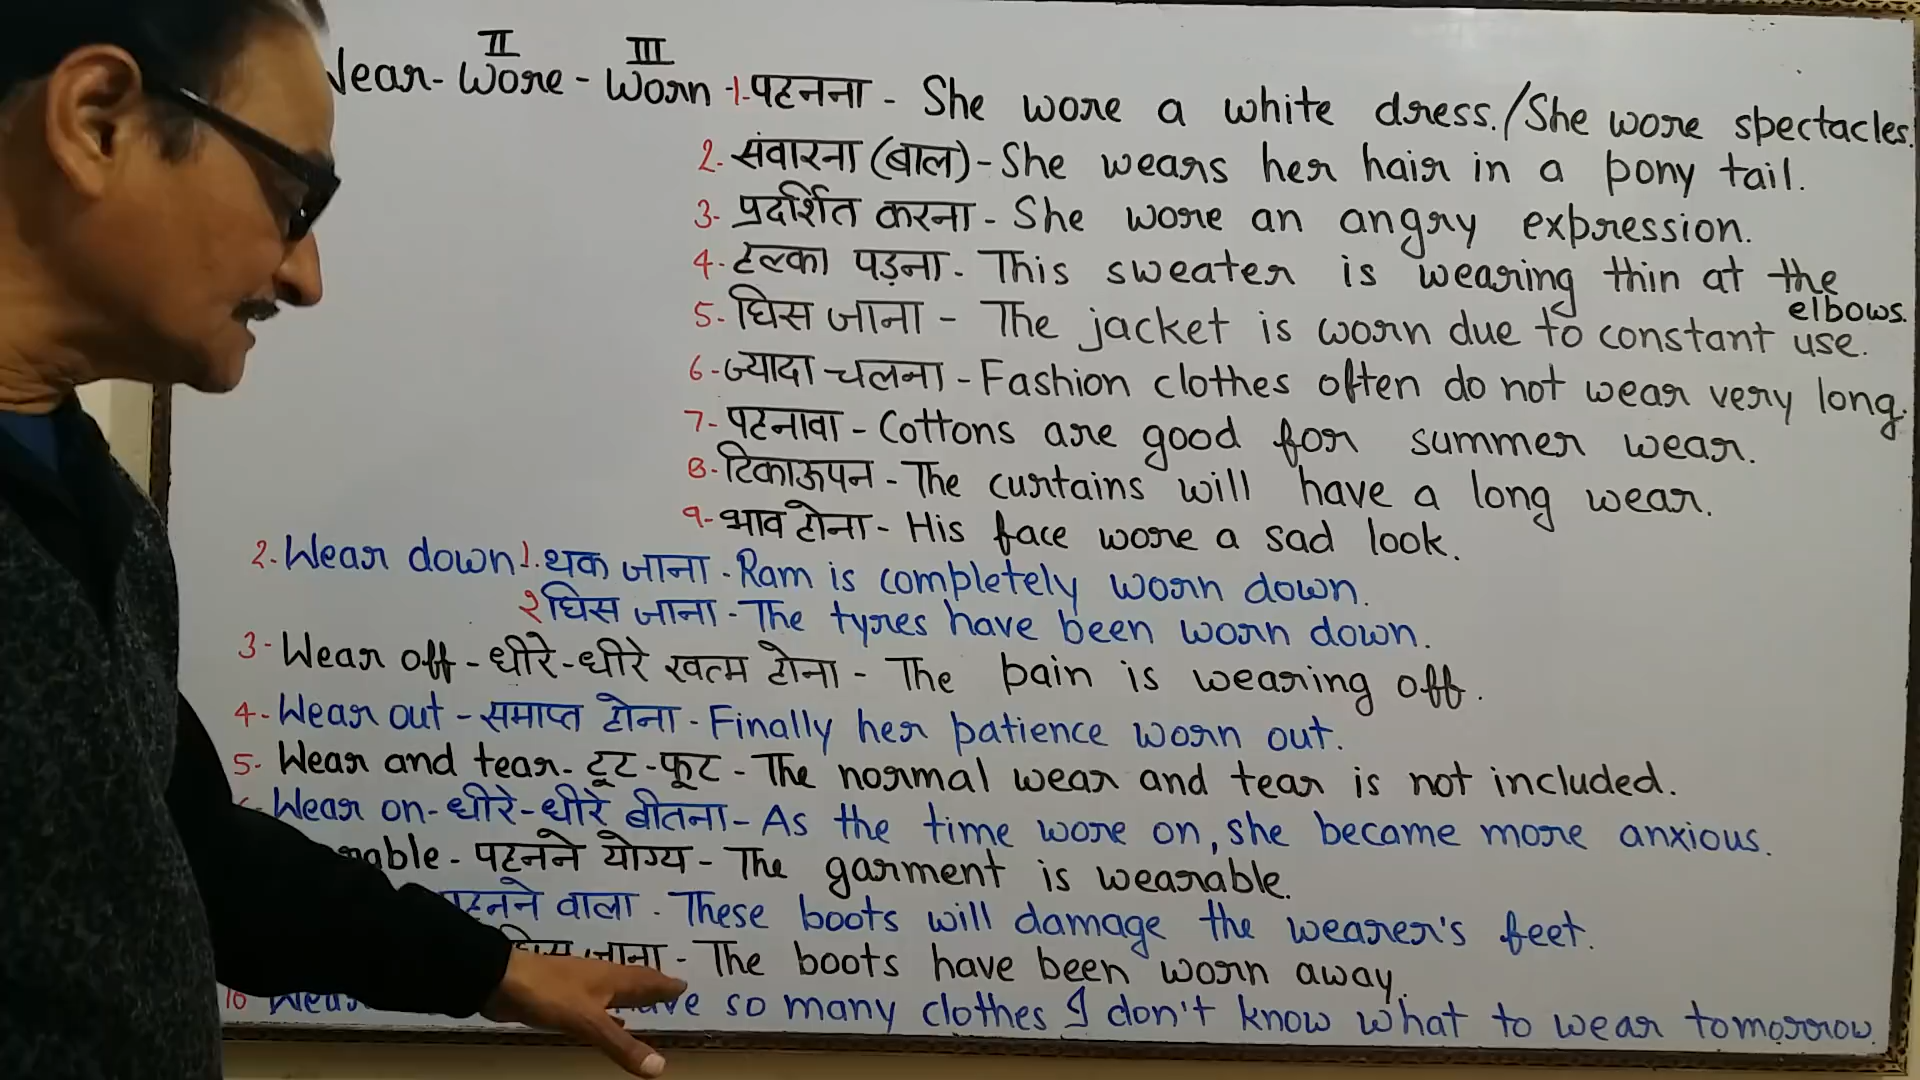 II III
Wear - Wore - Worn - 1. पहनना - She wore a white dress. / She wore spectacles.
2. संवारना (बाल) - She wears her hair in a pony tail.
3- प्रदर्शित करना - She wore an angry expression.
4. हल्का पड़ना - This sweater is wearing thin at the elbows.
5- घिस जाना - The jacket is worn due to constant use.
6 - ज्यादा चलना - Fashion clothes often do not wear very long.
7- पहनावा - Cottons are good for summer wear.
8- टिकाऊपन - The curtains will have a long wear.
9- भाव होना - His face wore a sad look.
2. Wear down 1. थक जाना - Ram is completely worn down.
२ घिस जाना - The tyres have been worn down.
3- Wear off - धीरे-धीरे खत्म होना - The pain is wearing off.
4- Wear out - समाप्त होना - Finally her patience worn out.
5- Wear and tear - टूट-फूट - The normal wear and tear is not included.
Wear on - धीरे-धीरे बीतना - As the time wore on, she became more anxious.
- पहनने योग्य - The garment is wearable.
पहनने वाला - These boots will damage the wearer's feet.
घिस जाना - The boots have been worn away.
10 Wear have so many clothes I don't know what to wear tomorrow.